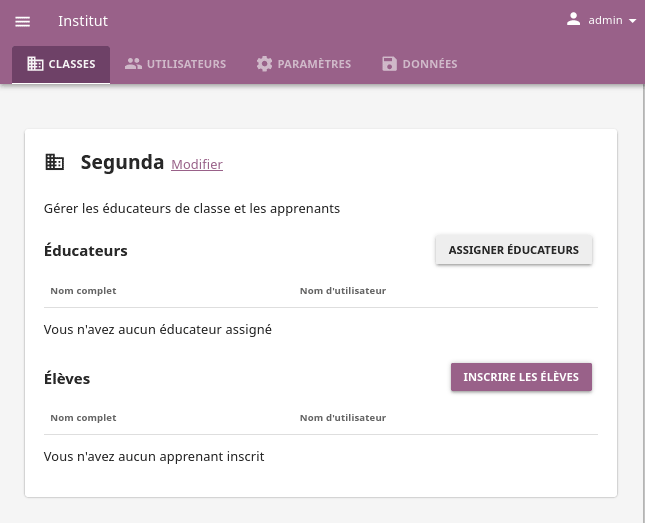 Institut
admin
CLASSES UTILISATEURS PARAMÈTRES DONNÉES
Segunda Modifier
Gérer les éducateurs de classe et les apprenants
Éducateurs
ASSIGNER ÉDUCATEURS
Nom complet Nom d'utilisateur
Vous n'avez aucun éducateur assigné
Élèves
INSCRIRE LES ÉLÈVES
Nom complet Nom d'utilisateur
Vous n'avez aucun apprenant inscrit